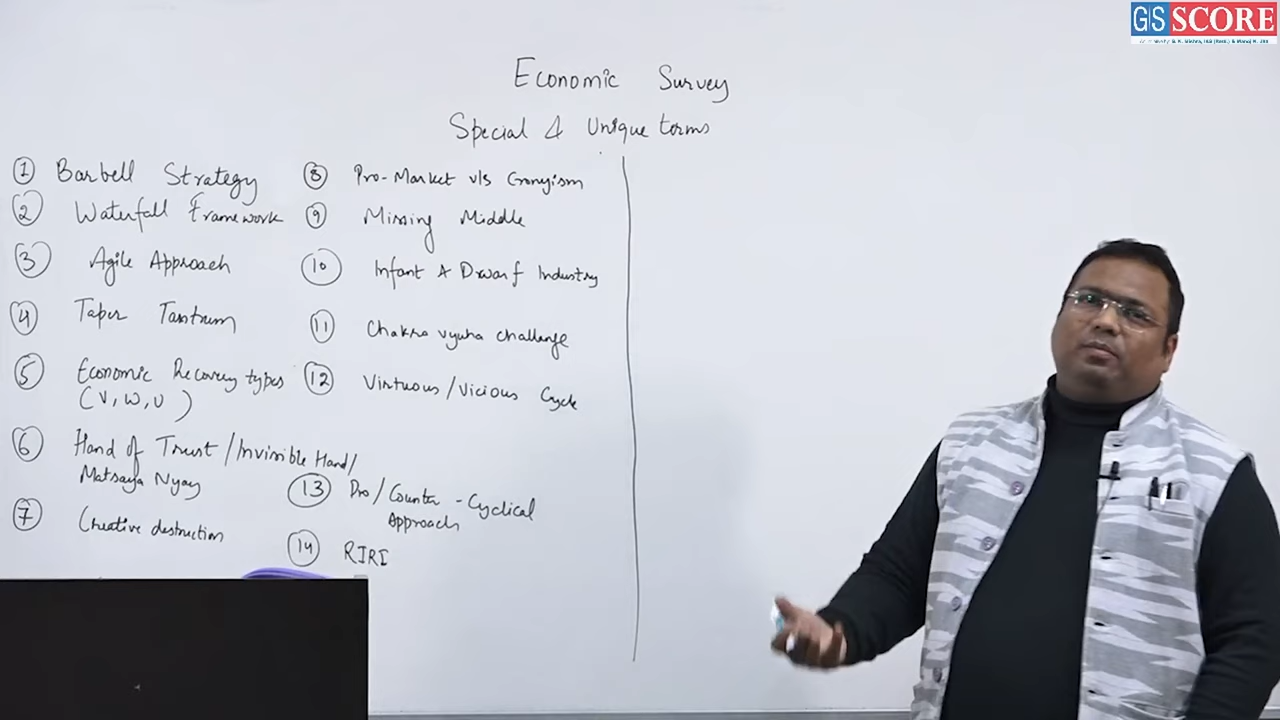 GS SCORE
Economic Survey
Special & Unique terms
① Barbell Strategy
② Waterfall Framework
③ Agile Approach
④ Taper Tantrum
⑤ Economic Recovery types
(V, W, U)
⑥ Hand of Trust / Invisible Hand /
Matsaya Nyay
⑦ Creative destruction
⑧ Pro-Market v/s Cronyism
⑨ Missing Middle
⑩ Infant & Dwarf Industry
⑪ Chakra vyuha challenge
⑫ Virtuous / Vicious Cycle
⑬ Pro / Counter - Cyclical
Approach
⑭ RIRI